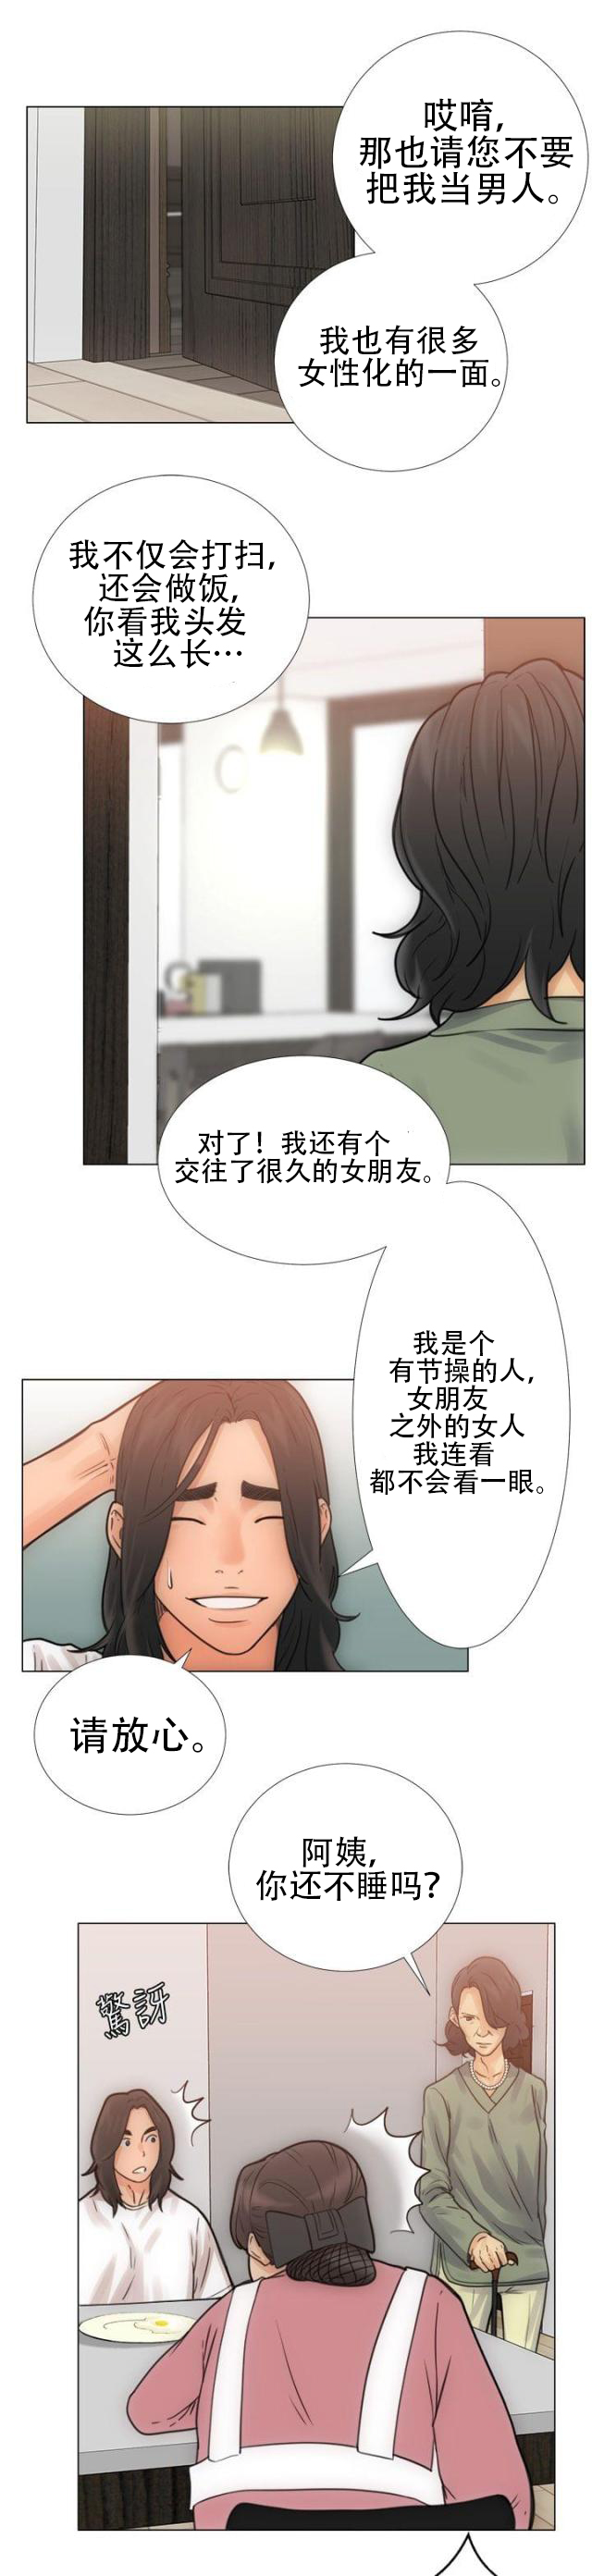 哎唷,
那也请您不要
把我当男人。
我也有很多
女性化的一面。
我不仅会打扫,
还会做饭,
你看我头发
这么长…
对了！我还有个
交往了很久的女朋友。
我是个
有节操的人,
女朋友
之外的女人
我连看
都不会看一眼。
请放心。
阿姨,
你还不睡吗?
驚訝